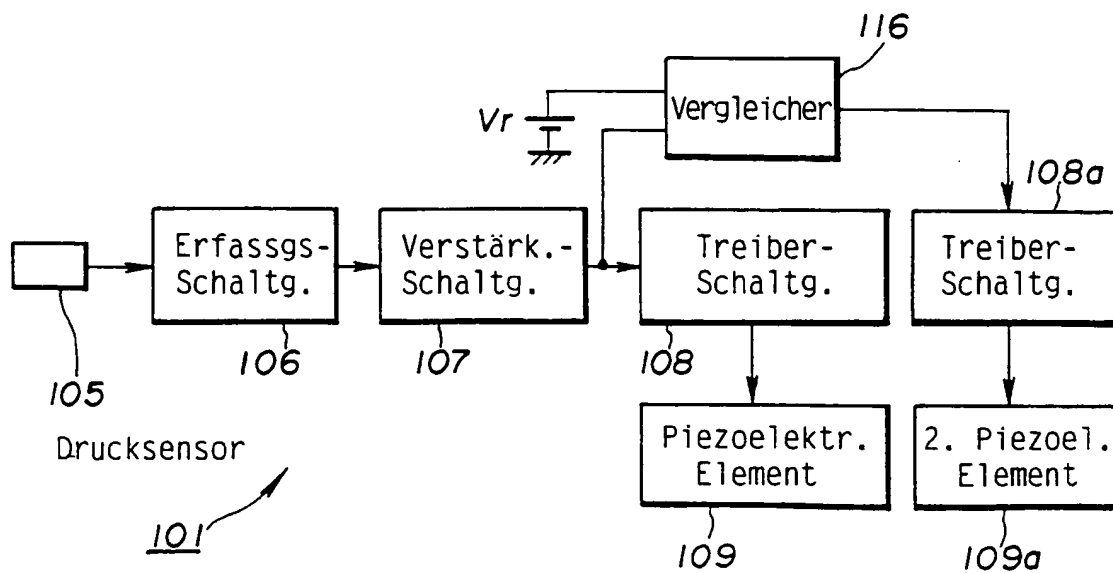 116
Vergleicher
Vr
108a
Erfassgs-
Schaltg.
Verstärk.-
Schaltg.
Treiber-
Schaltg.
Treiber-
Schaltg.
105
106
107
108
Drucksensor
Piezoelektr.
Element
2. Piezoel.
Element
101
109
109a